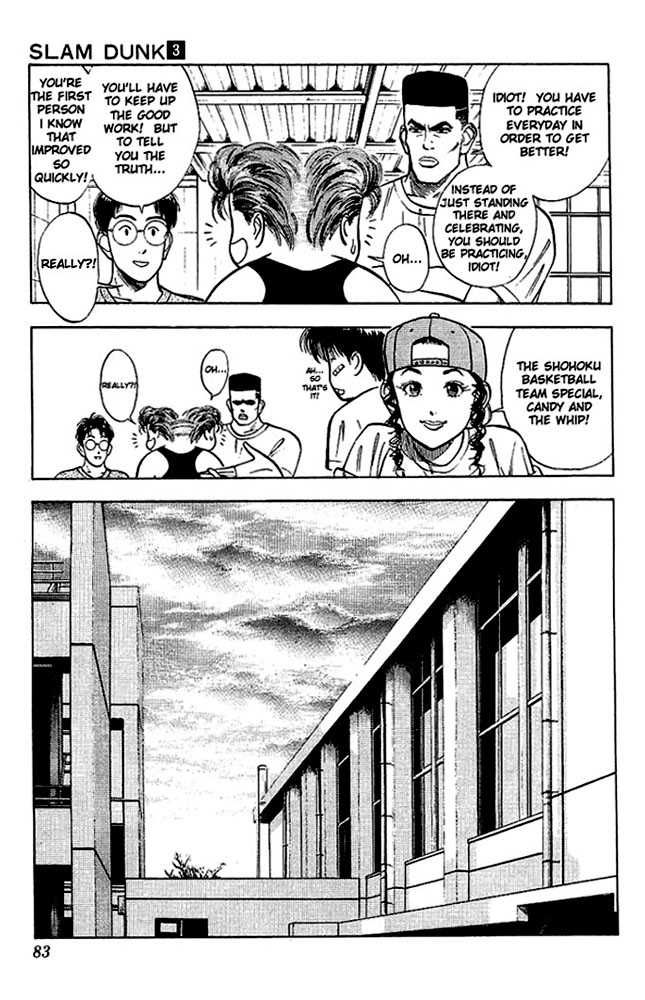 SLAM DUNK 3
IDIOT! YOU HAVE
TO PRACTICE
EVERYDAY IN
ORDER TO GET
BETTER!
INSTEAD OF
JUST STANDING
THERE AND
CELEBRATING,
YOU SHOULD
BE PRACTICING,
IDIOT!
OH...
YOU'LL HAVE
TO KEEP UP
THE GOOD
WORK! BUT
TO TELL
YOU THE
TRUTH...
YOU'RE
THE FIRST
PERSON
I KNOW
THAT
IMPROVED
SO
QUICKLY!
REALLY?!
THE SHOHOKU
BASKETBALL
TEAM SPECIAL,
CANDY AND
THE WHIP!
AH...
SO
THAT'S
IT!
OH...
REALLY?!
83